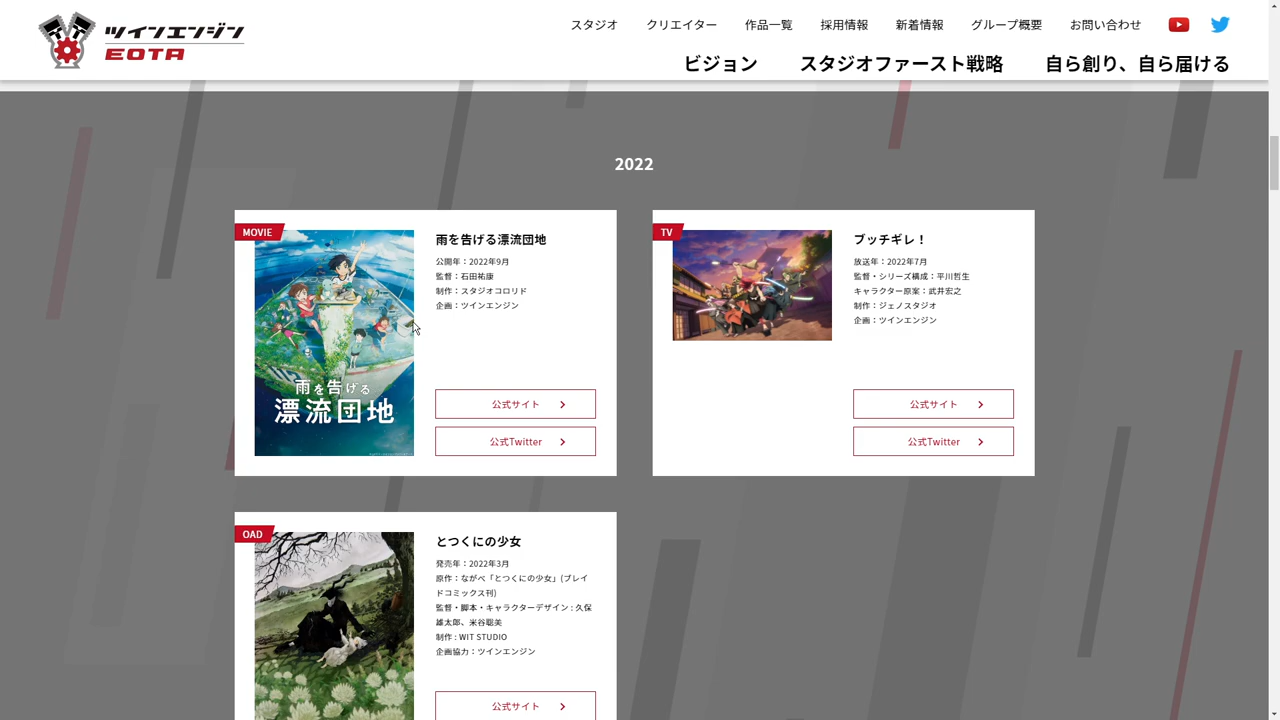 ツインエンジン
EOTA
スタジオ クリエイター 作品一覧 採用情報 新着情報 グループ概要 お問い合わせ
ビジョン スタジオファースト戦略 自ら創り、自ら届ける
2022
MOVIE
雨を告げる
漂流団地
雨を告げる漂流団地
公開年：2022年9月
監督：石田祐康
制作：スタジオコロリド
企画：ツインエンジン
公式サイト
公式Twitter
TV
ブッチギレ！
放送年：2022年7月
監督・シリーズ構成：平川哲生
キャラクター原案：武井宏之
制作：ジェノスタジオ
企画：ツインエンジン
公式サイト
公式Twitter
OAD
とつくにの少女
発売年：2022年3月
原作：ながべ「とつくにの少女」(ブレイ
ドコミックス刊)
監督・脚本・キャラクターデザイン : 久保
雄太郎、米谷聡美
制作 : WIT STUDIO
企画協力：ツインエンジン
公式サイト